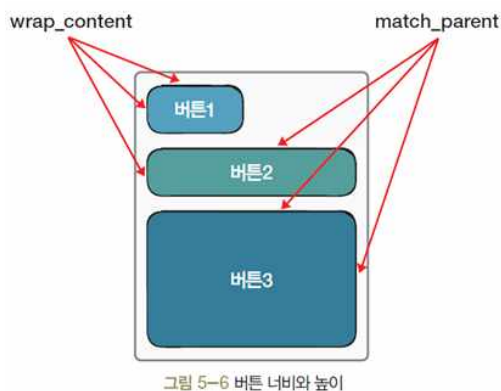 wrap_content
match_parent
버튼1
버튼2
버튼3
그림 5-6 버튼 너비와 높이